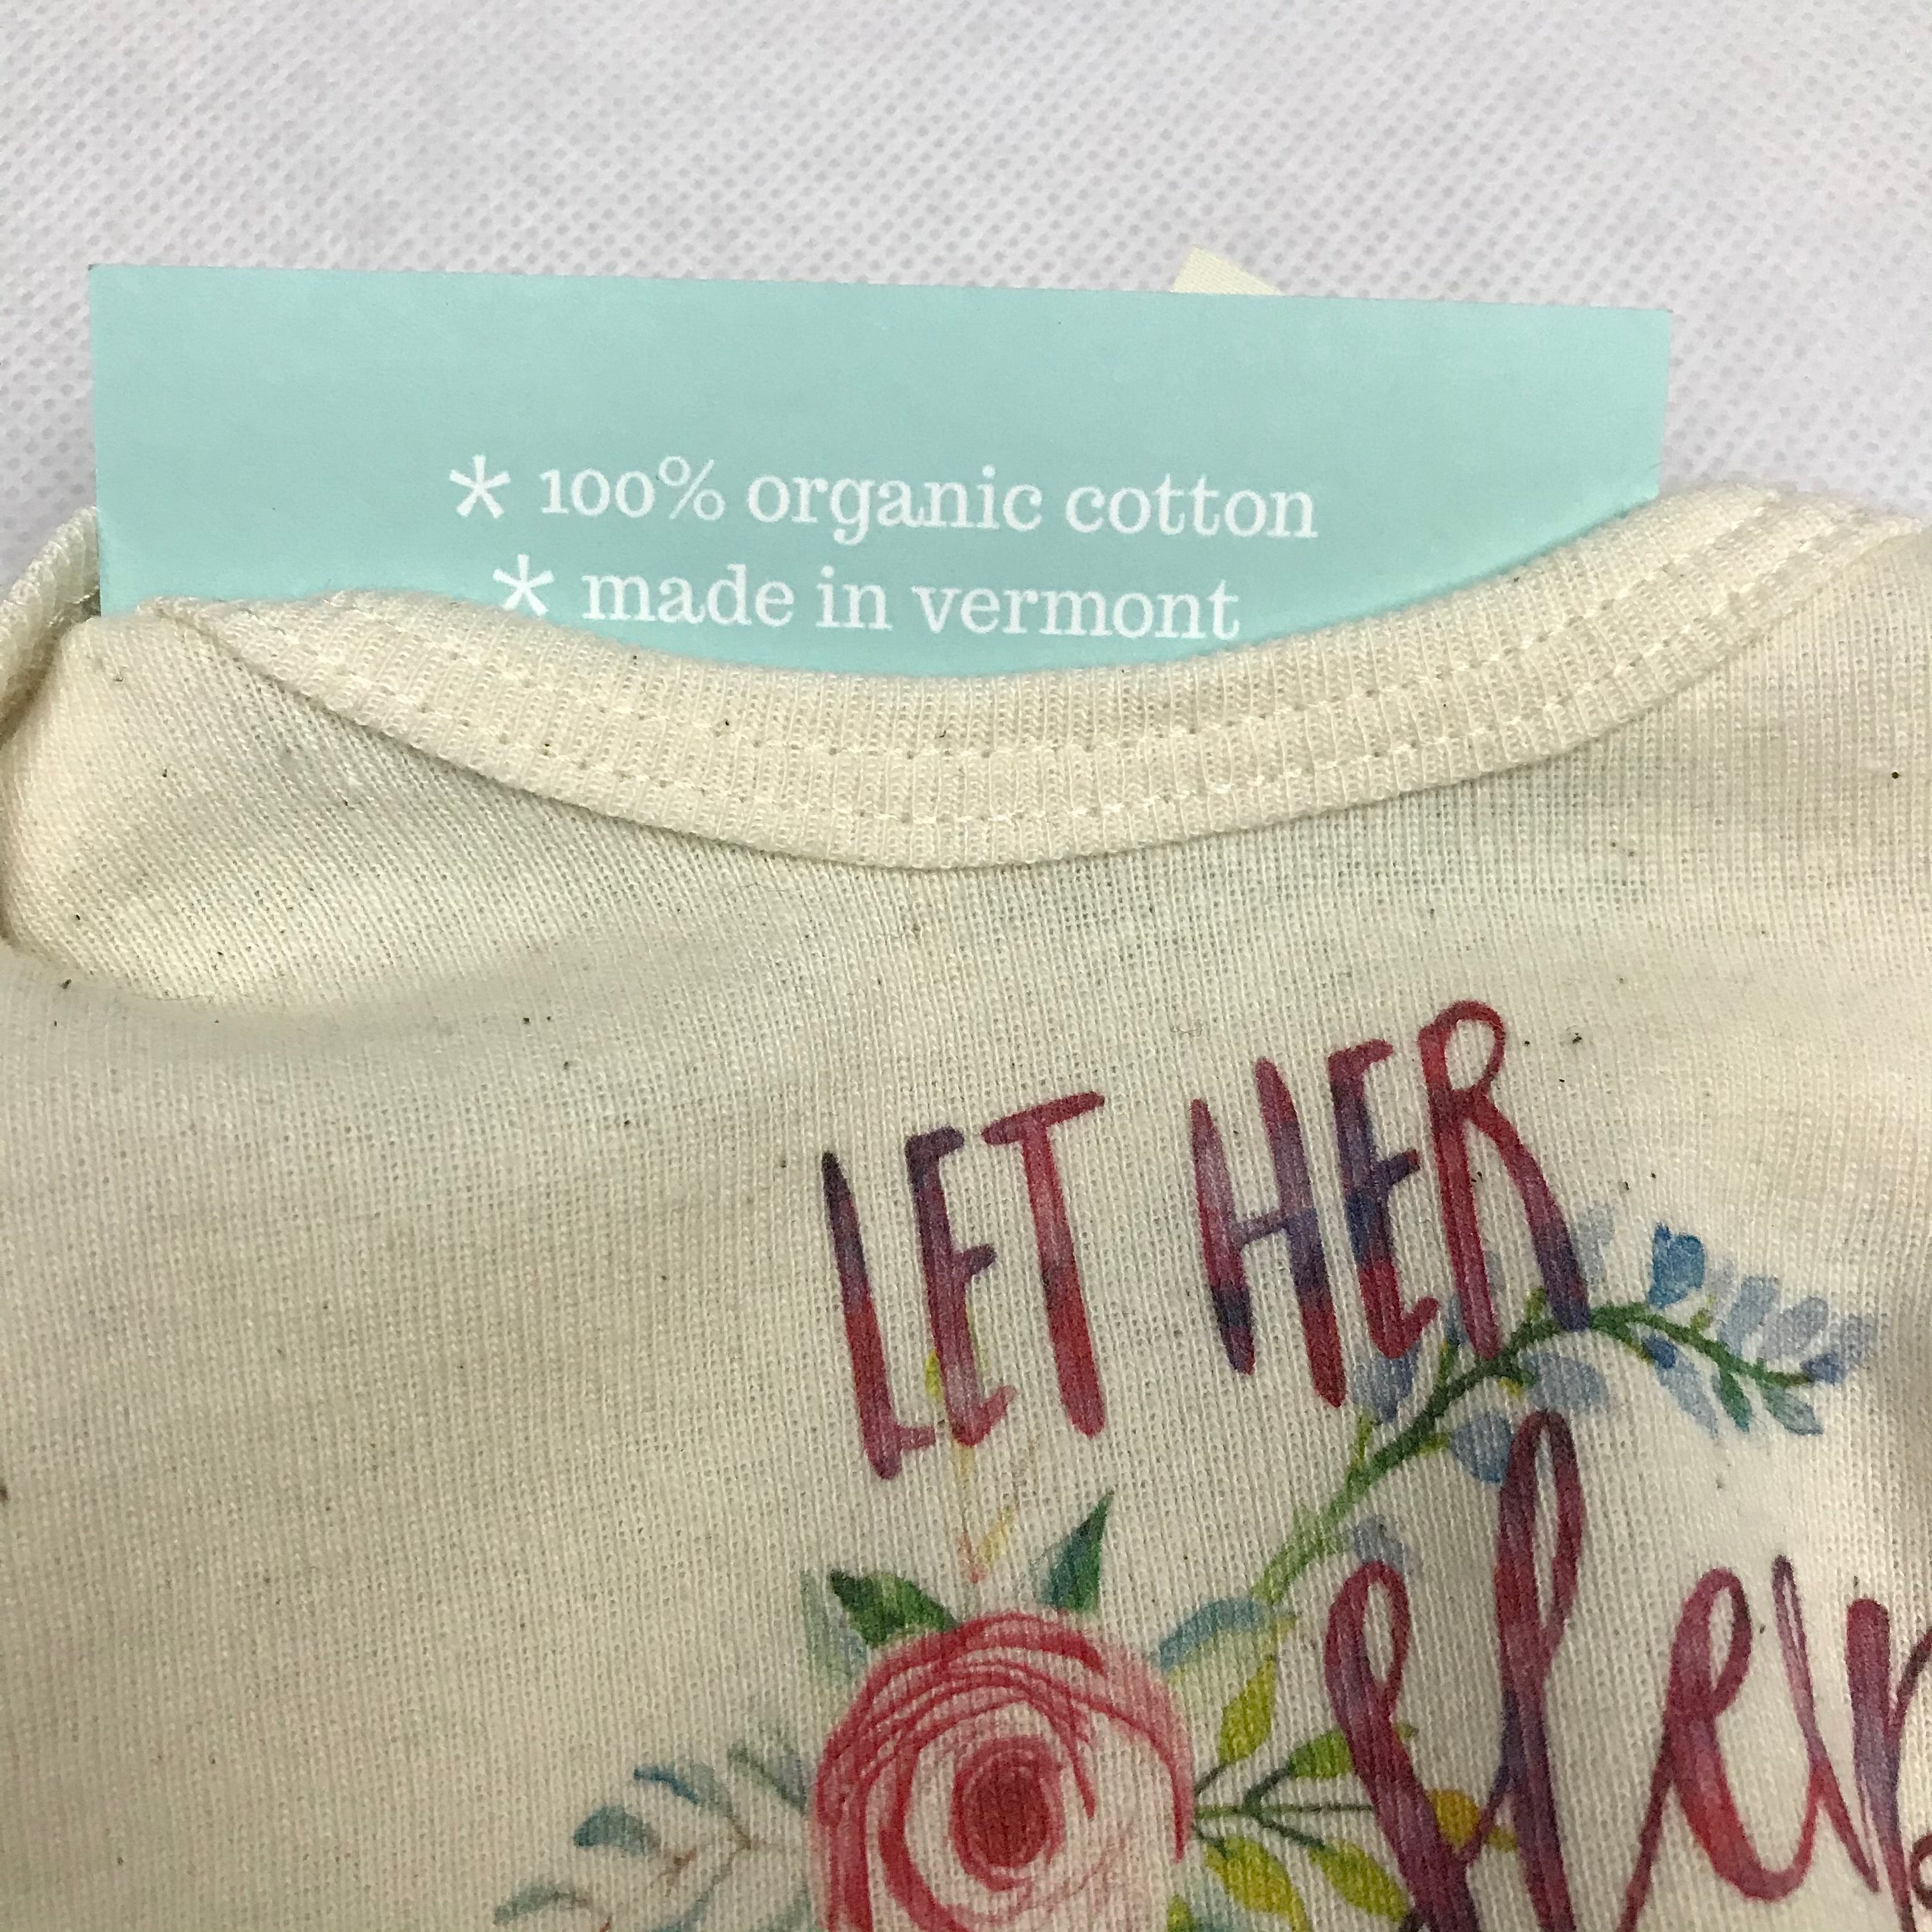 * 100% organic cotton
* made in vermont
LET HER